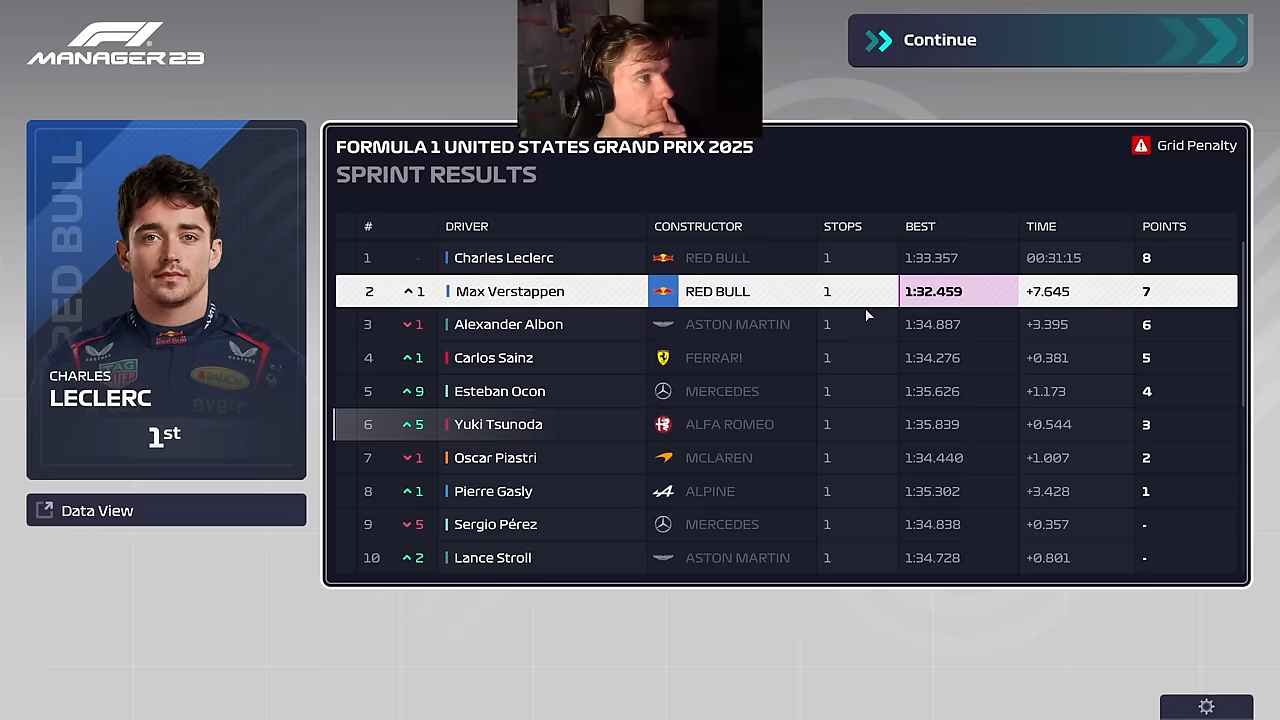 F1
MANAGER 23
Continue
RED BULL
CHARLES
LECLERC
1st
Data View
FORMULA 1 UNITED STATES GRAND PRIX 2025
Grid Penalty
SPRINT RESULTS
# DRIVER CONSTRUCTOR STOPS BEST TIME POINTS
1 - Charles Leclerc RED BULL 1 1:33.357 00:31:15 8
2 1 Max Verstappen RED BULL 1 1:32.459 +7.645 7
3 1 Alexander Albon ASTON MARTIN 1 1:34.887 +3.395 6
4 1 Carlos Sainz FERRARI 1 1:34.276 +0.381 5
5 9 Esteban Ocon MERCEDES 1 1:35.626 +1.173 4
6 5 Yuki Tsunoda ALFA ROMEO 1 1:35.839 +0.544 3
7 1 Oscar Piastri MCLAREN 1 1:34.440 +1.007 2
8 1 Pierre Gasly ALPINE 1 1:35.302 +3.428 1
9 5 Sergio Pérez MERCEDES 1 1:34.838 +0.357 -
10 2 Lance Stroll ASTON MARTIN 1 1:34.728 +0.801 -